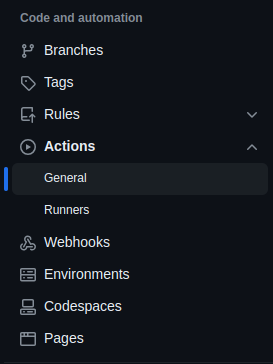 Code and automation
Branches
Tags
Rules
Actions
General
Runners
Webhooks
Environments
Codespaces
Pages